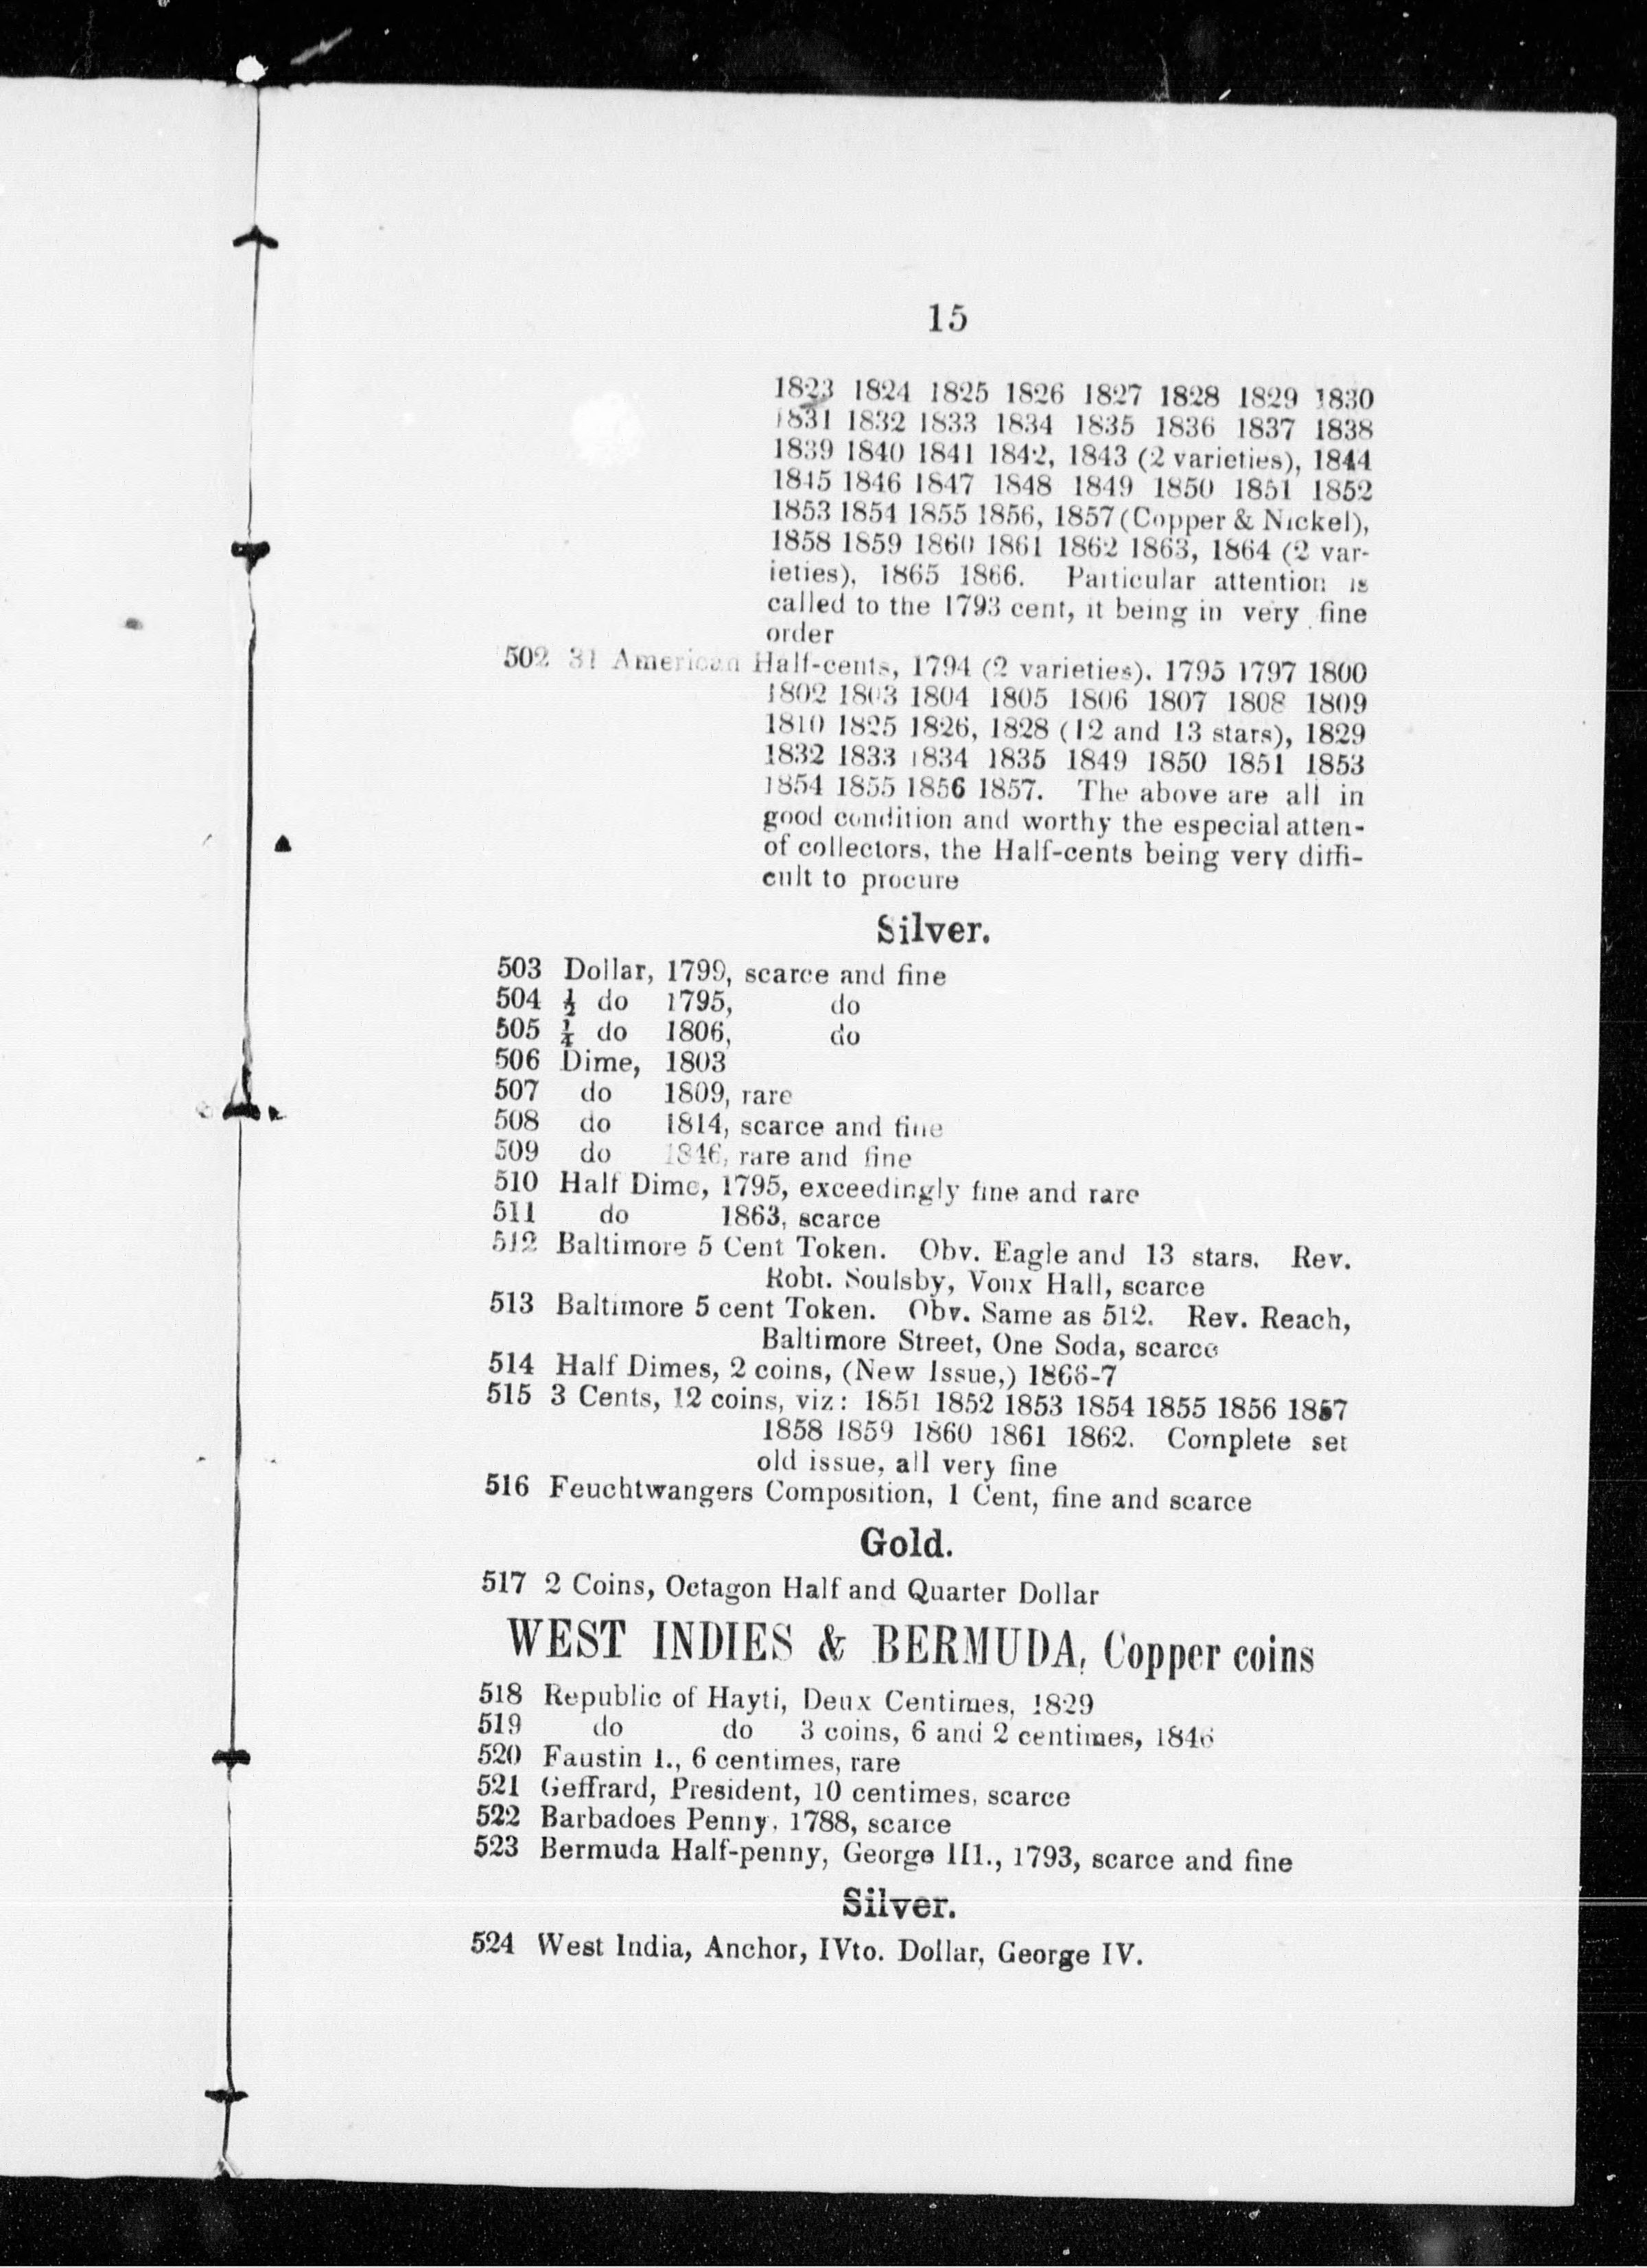 15
1823 1824 1825 1826 1827 1828 1829 1830
1831 1832 1833 1834 1835 1836 1837 1838
1839 1840 1841 1842, 1843 (2 varieties), 1844
1845 1846 1847 1848 1849 1850 1851 1852
1853 1854 1855 1856, 1857 (Copper & Nickel),
1858 1859 1860 1861 1862 1863, 1864 (2 var-
ieties), 1865 1866. Particular attention is
called to the 1793 cent, it being in very fine
order
502 31 American Half-cents, 1794 (2 varieties). 1795 1797 1800
1802 1803 1804 1805 1806 1807 1808 1809
1810 1825 1826, 1828 (12 and 13 stars), 1829
1832 1833 1834 1835 1849 1850 1851 1853
1854 1855 1856 1857. The above are all in
good condition and worthy the especial atten-
of collectors, the Half-cents being very diffi-
cult to procure
Silver.
503 Dollar, 1799, scarce and fine
504 ½ do 1795, do
505 ¼ do 1806, do
506 Dime, 1803
507 do 1809, rare
508 do 1814, scarce and fine
509 do 1846, rare and fine
510 Half Dime, 1795, exceedingly fine and rare
511 do 1863, scarce
512 Baltimore 5 Cent Token. Obv. Eagle and 13 stars. Rev.
Robt. Soulsby, Voux Hall, scarce
513 Baltimore 5 cent Token. Obv. Same as 512. Rev. Reach,
Baltimore Street, One Soda, scarce
514 Half Dimes, 2 coins, (New Issue,) 1866-7
515 3 Cents, 12 coins, viz: 1851 1852 1853 1854 1855 1856 1857
1858 1859 1860 1861 1862. Complete set
old issue, all very fine
516 Feuchtwangers Composition, 1 Cent, fine and scarce
Gold.
517 2 Coins, Octagon Half and Quarter Dollar
WEST INDIES & BERMUDA, Copper coins
518 Republic of Hayti, Deux Centimes, 1829
519 do do 3 coins, 6 and 2 centimes, 1846
520 Faustin I., 6 centimes, rare
521 Geffrard, President, 10 centimes, scarce
522 Barbadoes Penny, 1788, scarce
523 Bermuda Half-penny, George III., 1793, scarce and fine
Silver.
524 West India, Anchor, IVto. Dollar, George IV.